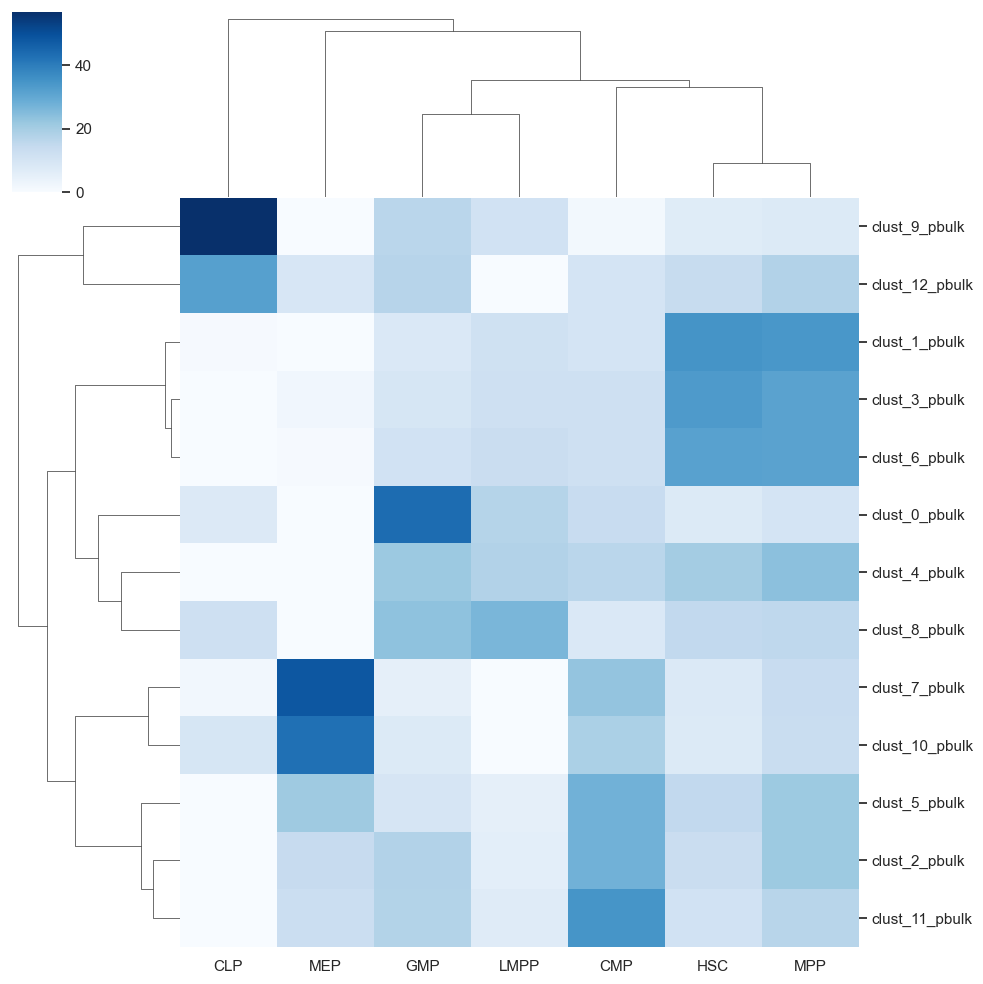 40
20
0
clust_9_pbulk
clust_12_pbulk
clust_1_pbulk
clust_3_pbulk
clust_6_pbulk
clust_0_pbulk
clust_4_pbulk
clust_8_pbulk
clust_7_pbulk
clust_10_pbulk
clust_5_pbulk
clust_2_pbulk
clust_11_pbulk
CLP MEP GMP LMPP CMP HSC MPP